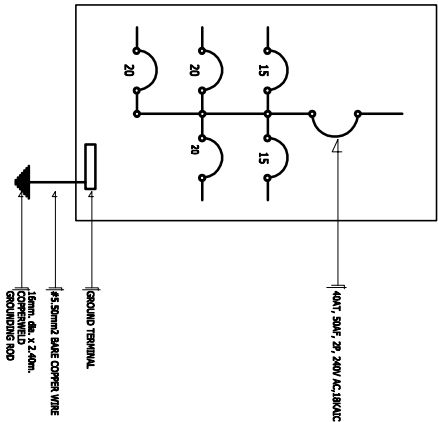 15
20
20
15
20
40AT, 50AF, 2P, 240V AC,18KAIC
GROUND TERMINAL
#5.50mm2 BARE COPPER WIRE
16mm. dia. x 2.40m.
COPPERWELD
GROUNDING ROD